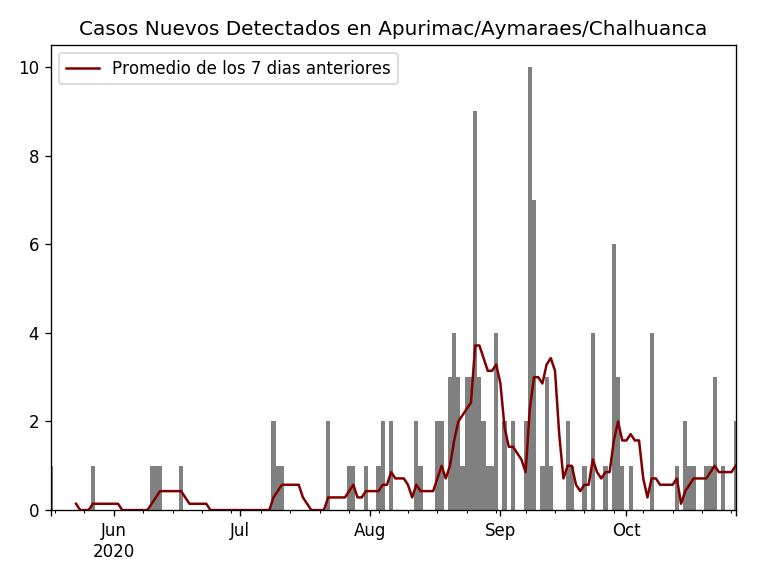 Casos Nuevos Detectados en Apurimac/Aymaraes/Chalhuanca
Promedio de los 7 dias anteriores
10
8
6
4
2
0
Jun Jul Aug Sep Oct
2020